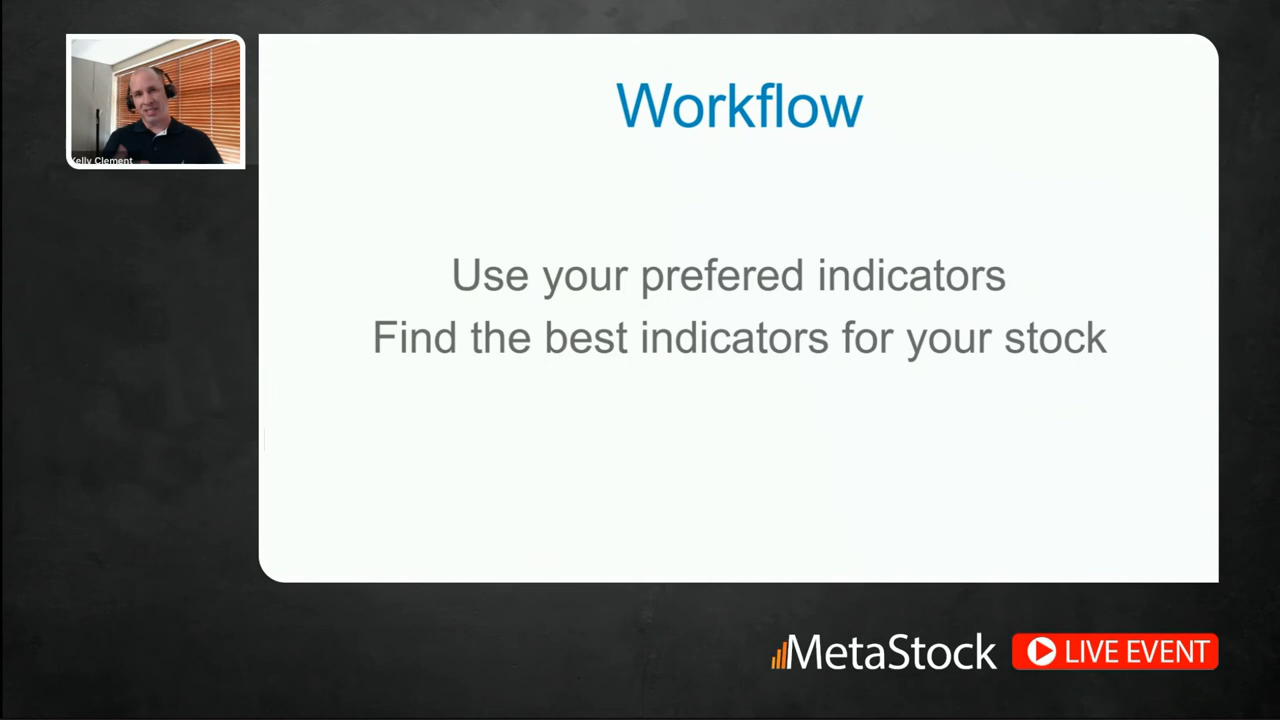 Kelly Clement
Workflow
Use your prefered indicators
Find the best indicators for your stock
MetaStock
LIVE EVENT